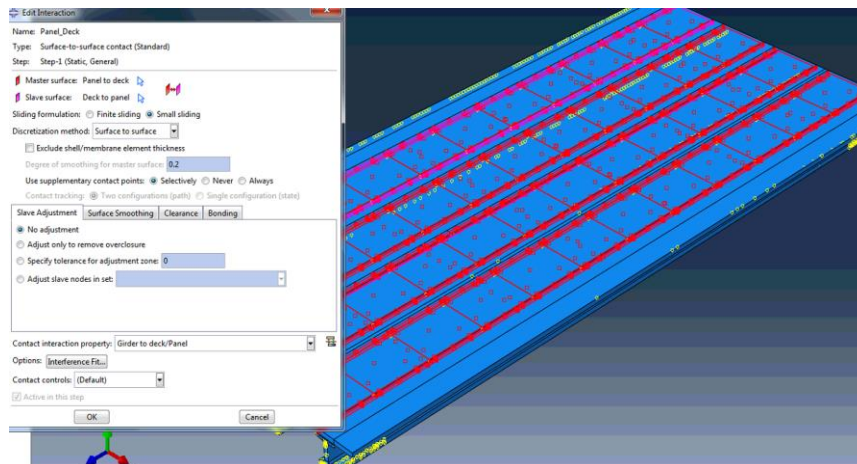 Edit Interaction
Name: Panel_Deck
Type: Surface-to-surface contact (Standard)
Step: Step-1 (Static, General)
Master surface: Panel to deck
Slave surface: Deck to panel
Sliding formulation: Finite sliding Small sliding
Discretization method: Surface to surface
Exclude shell/membrane element thickness
Degree of smoothing for master surface: 0.2
Use supplementary contact points: Selectively Never Always
Contact tracking: Two configurations (path) Single configuration (state)
Slave Adjustment Surface Smoothing Clearance Bonding
No adjustment
Adjust only to remove overclosure
Specify tolerance for adjustment zone: 0
Adjust slave nodes in set:
Contact interaction property: Girder to deck/Panel
Options: Interference Fit...
Contact controls: (Default)
Active in this step
OK Cancel